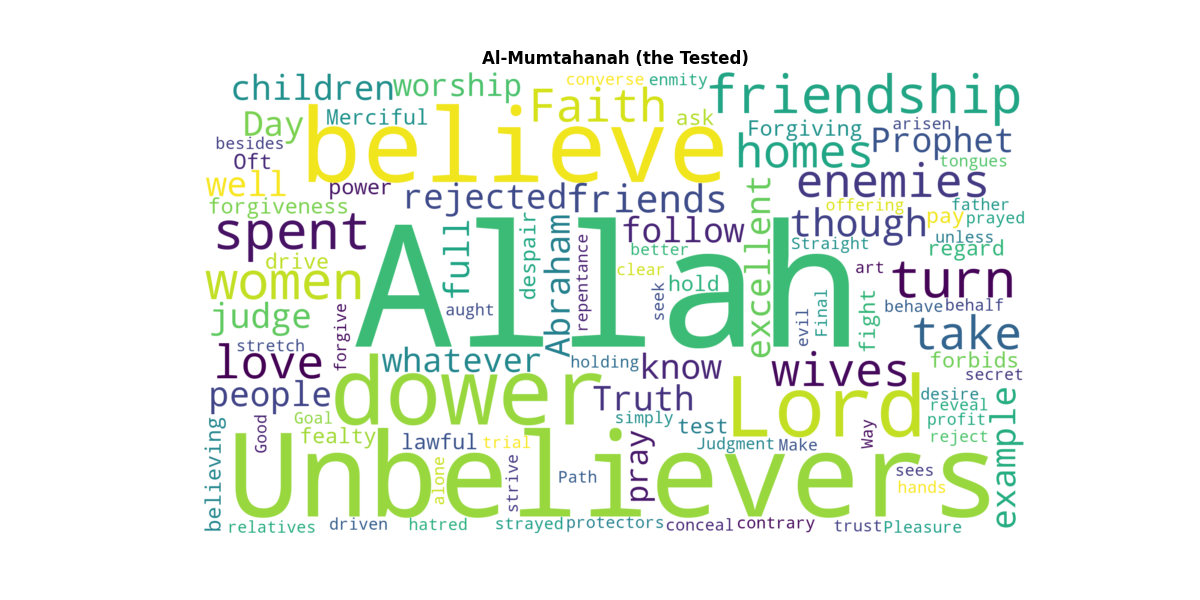 Al-Mumtahanah (the Tested)
children
worship
converse
enmity
friendship
Faith
ask
Merciful
Day
believe
Forgiving
arisen
Prophet
besides
Oft
homes
tongues
well
power
rejected
friends
enemies
forgiveness
offering
father
spent
full
despair
Abraham
repentance
follow
excellent
though
pay
prayed
Straight
unless
regard
better
drive
Allah
clear
hold
art
turn
women
seek
aught
evil
Final
fight
behave
behalf
judge
forgive
take
stretch
love
whatever
holding
know
wives
forbids
secret
people
dower
Truth
Lord
desire
reveal
example
believing
Good
Goal
simply
test
profit
fealty
lawful
trial
pray
Judgment
Make
Way
reject
Unbelievers
alone
strive
Path
sees
hands
relatives
driven
hatred
strayed
protectors
conceal
contrary
trust
Pleasure